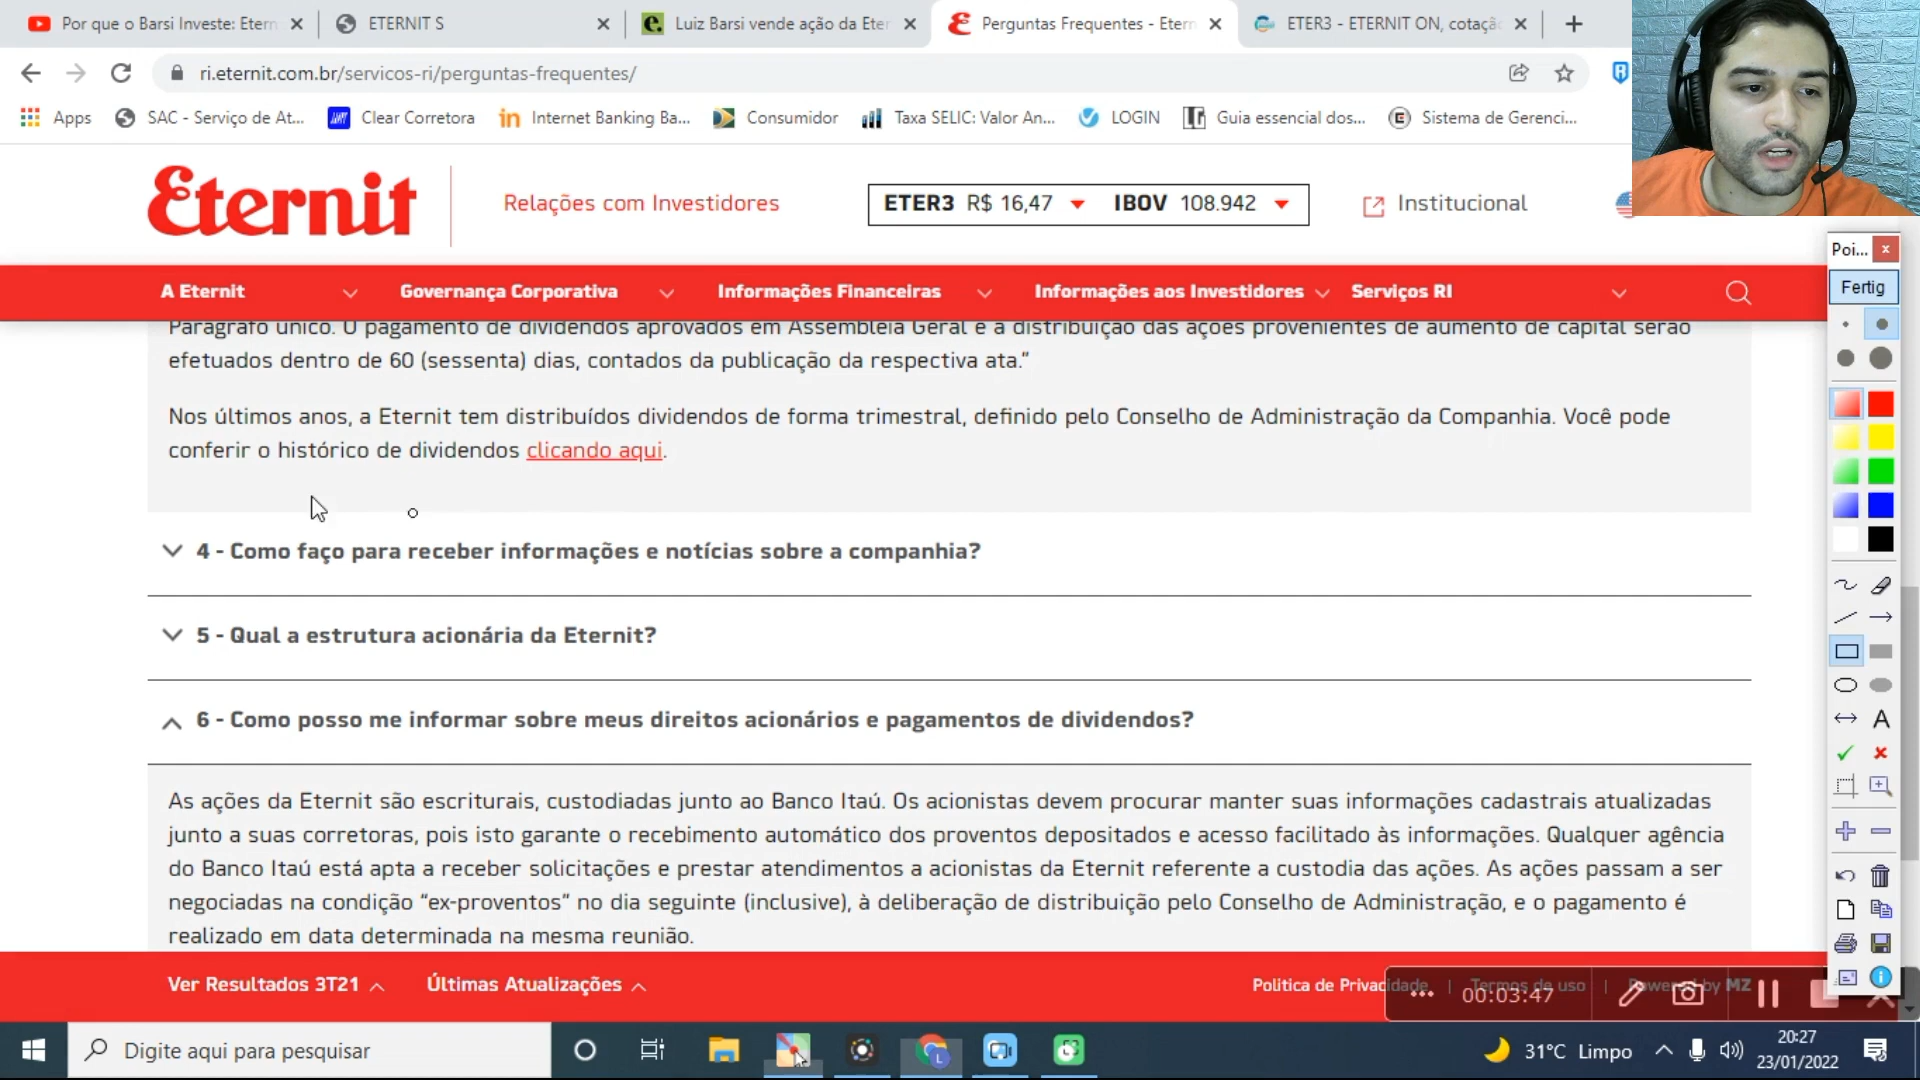 Por que o Barsi Investe: Etern
ETERNIT S
Luiz Barsi vende ação da Eter
Perguntas Frequentes - Etern
ETER3 - ETERNIT ON, cotaçã
ri.eternit.com.br/servicos-ri/perguntas-frequentes/
Apps
SAC - Serviço de At...
Clear Corretora
Internet Banking Ba...
Consumidor
Taxa SELIC: Valor An...
LOGIN
Guia essencial dos...
Sistema de Gerenci...
Eternit
Relações com Investidores
ETER3 R$ 16,47 IBOV 108.942
Institucional
Poi...
Fertig
A Eternit
Governança Corporativa
Informações Financeiras
Informações aos Investidores
Serviços RI
Parágrafo único. O pagamento de dividendos aprovados em Assembleia Geral e a distribuição das ações provenientes de aumento de capital serão
efetuados dentro de 60 (sessenta) dias, contados da publicação da respectiva ata."
Nos últimos anos, a Eternit tem distribuídos dividendos de forma trimestral, definido pelo Conselho de Administração da Companhia. Você pode
conferir o histórico de dividendos clicando aqui.
4 - Como faço para receber informações e notícias sobre a companhia?
5 - Qual a estrutura acionária da Eternit?
6 - Como posso me informar sobre meus direitos acionários e pagamentos de dividendos?
As ações da Eternit são escriturais, custodiadas junto ao Banco Itaú. Os acionistas devem procurar manter suas informações cadastrais atualizadas
junto a suas corretoras, pois isto garante o recebimento automático dos proventos depositados e acesso facilitado às informações. Qualquer agência
do Banco Itaú está apta a receber solicitações e prestar atendimentos a acionistas da Eternit referente a custodia das ações. As ações passam a ser
negociadas na condição “ex-proventos” no dia seguinte (inclusive), à deliberação de distribuição pelo Conselho de Administração, e o pagamento é
realizado em data determinada na mesma reunião.
Ver Resultados 3T21
Últimas Atualizações
Politica de Privacidade | Termos de uso | Powered by MZ
00:03:47
Digite aqui para pesquisar
31°C Limpo
20:27
23/01/2022